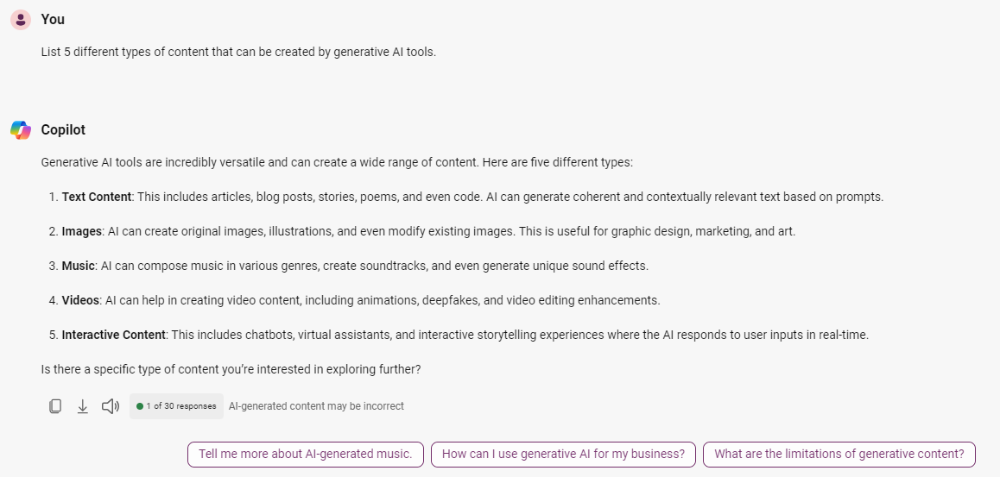 You
List 5 different types of content that can be created by generative AI tools.
Copilot
Generative AI tools are incredibly versatile and can create a wide range of content. Here are five different types:
1. Text Content: This includes articles, blog posts, stories, poems, and even code. AI can generate coherent and contextually relevant text based on prompts.
2. Images: AI can create original images, illustrations, and even modify existing images. This is useful for graphic design, marketing, and art.
3. Music: AI can compose music in various genres, create soundtracks, and even generate unique sound effects.
4. Videos: AI can help in creating video content, including animations, deepfakes, and video editing enhancements.
5. Interactive Content: This includes chatbots, virtual assistants, and interactive storytelling experiences where the AI responds to user inputs in real-time.
Is there a specific type of content you’re interested in exploring further?
1 of 30 responses AI-generated content may be incorrect
Tell me more about AI-generated music. How can I use generative AI for my business? What are the limitations of generative content?